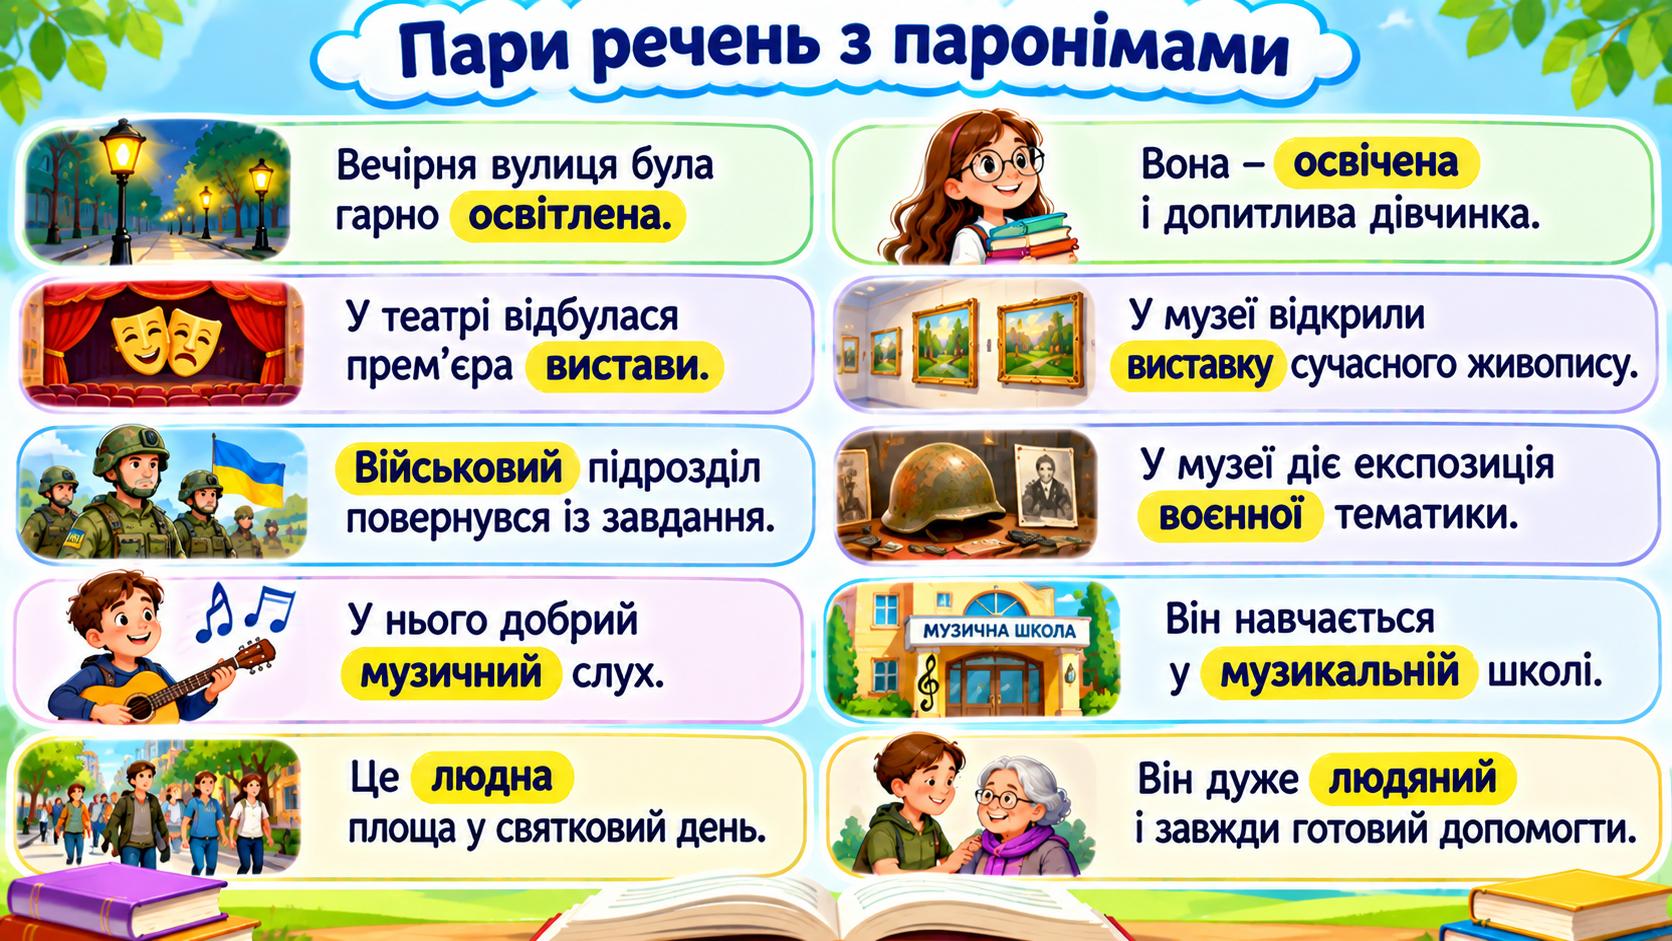 Пари речень з паронімами
Вечірня вулиця була
гарно освітлена.
Вона – освічена
і допитлива дівчинка.
У театрі відбулася
прем’єра вистави.
У музеї відкрили
виставку сучасного живопису.
Військовий підрозділ
повернувся із завдання.
У музеї діє експозиція
воєнної тематики.
У нього добрий
музичний слух.
МУЗИЧНА ШКОЛА
Він навчається
у музикальній школі.
Це людна
площа у святковий день.
Він дуже людяний
і завжди готовий допомогти.